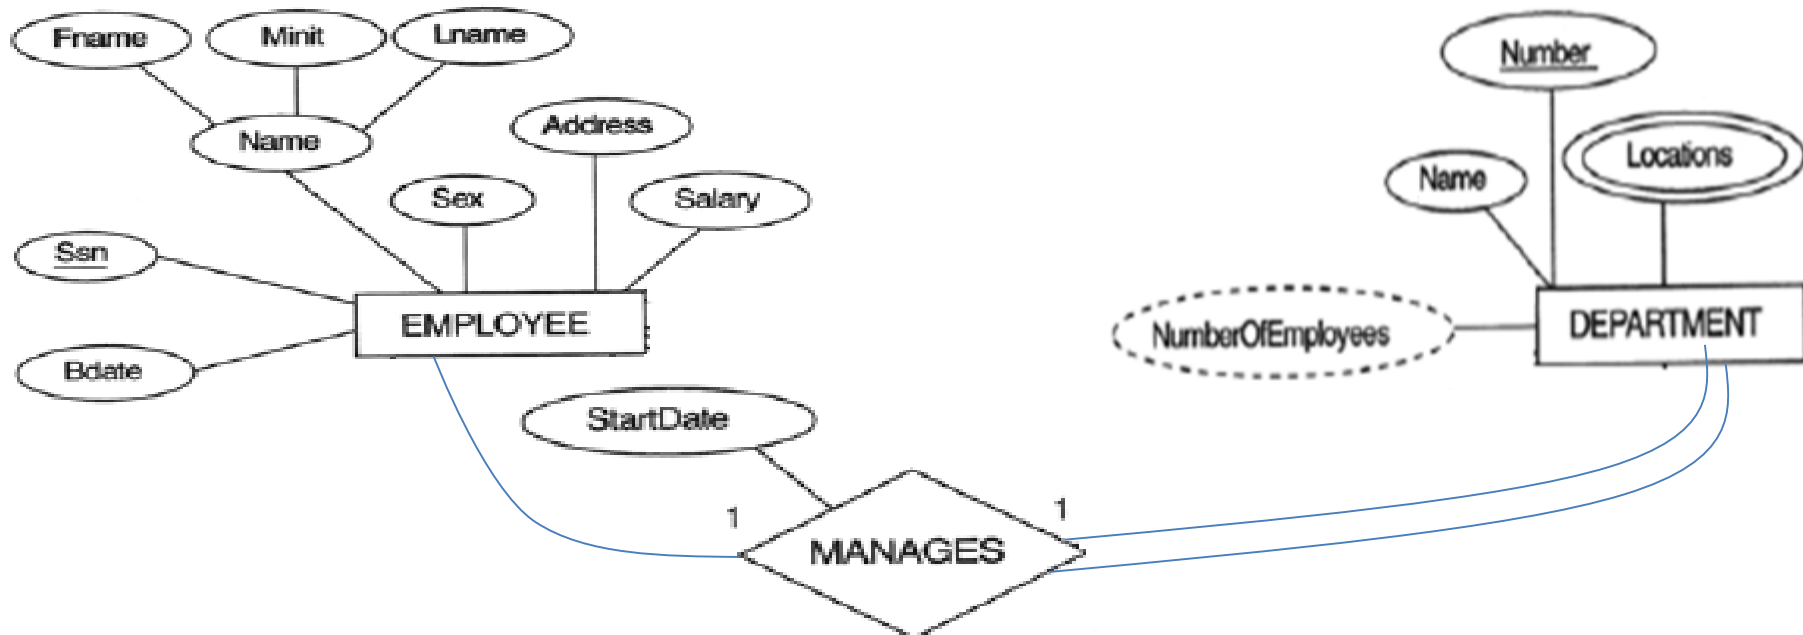 Fname
Minit
Lname
Number
Name
Address
Locations
Name
Sex
Salary
Ssn
EMPLOYEE
DEPARTMENT
NumberOfEmployees
Bdate
StartDate
1
1
MANAGES